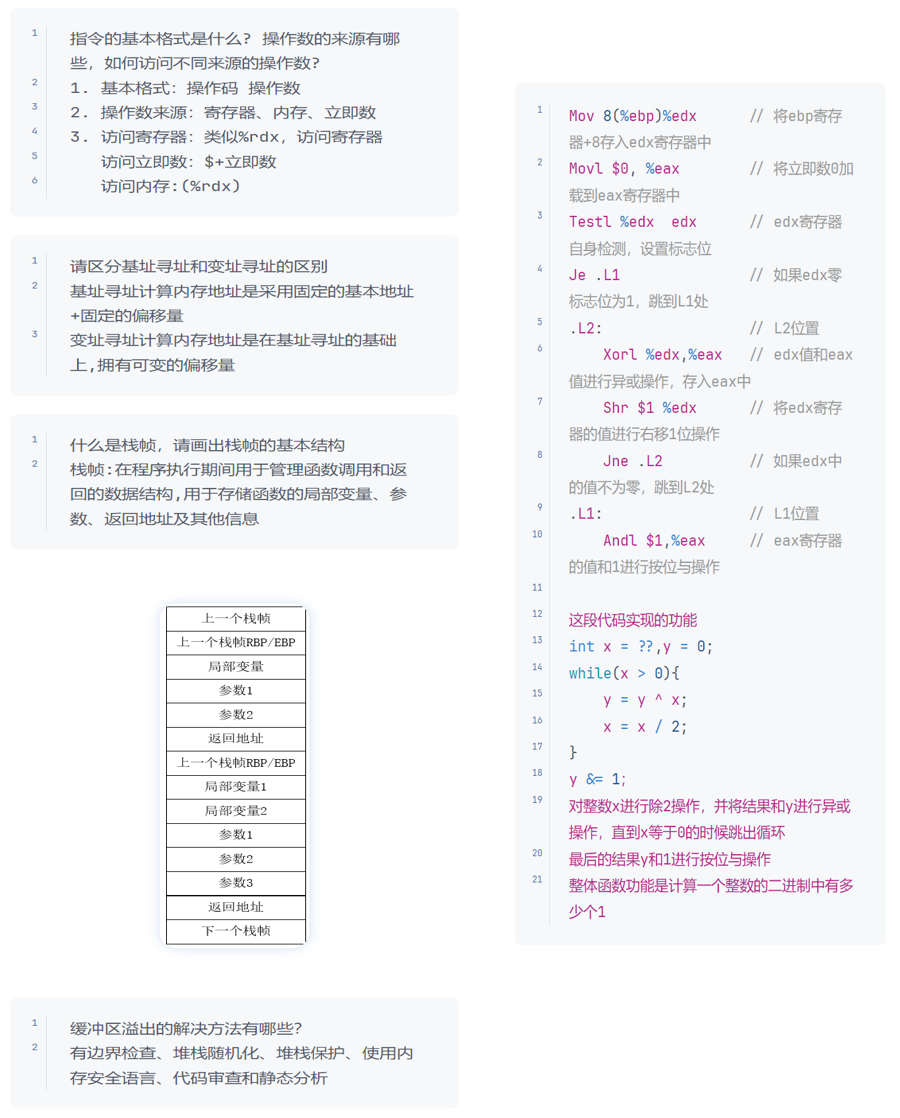 1 指令的基本格式是什么？操作数的来源有哪
些，如何访问不同来源的操作数？
2 1. 基本格式：操作码 操作数
3 2. 操作数来源：寄存器、内存、立即数
4 3. 访问寄存器：类似%rdx，访问寄存器
5 访问立即数：$+立即数
6 访问内存:(%rdx)
1 请区分基址寻址和变址寻址的区别
2 基址寻址计算内存地址是采用固定的基本地址
+固定的偏移量
3 变址寻址计算内存地址是在基址寻址的基础
上,拥有可变的偏移量
1 什么是栈帧，请画出栈帧的基本结构
2 栈帧:在程序执行期间用于管理函数调用和返
回的数据结构,用于存储函数的局部变量、参
数、返回地址及其他信息
上一个栈帧
上一个栈帧RBP/EBP
局部变量
参数1
参数2
返回地址
上一个栈帧RBP/EBP
局部变量1
局部变量2
参数1
参数2
参数3
返回地址
下一个栈帧
1 缓冲区溢出的解决方法有哪些?
2 有边界检查、堆栈随机化、堆栈保护、使用内
存安全语言、代码审查和静态分析
1 Mov 8(%ebp)%edx // 将ebp寄存
器+8存入edx寄存器中
2 Movl $0, %eax // 将立即数0加
载到eax寄存器中
3 Testl %edx edx // edx寄存器
自身检测，设置标志位
4 Je .L1 // 如果edx零
标志位为1，跳到L1处
5 .L2: // L2位置
6 Xorl %edx,%eax // edx值和eax
值进行异或操作，存入eax中
7 Shr $1 %edx // 将edx寄存
器的值进行右移1位操作
8 Jne .L2 // 如果edx中
的值不为零，跳到L2处
9 .L1: // L1位置
10 Andl $1,%eax // eax寄存器
的值和1进行按位与操作
11
12 这段代码实现的功能
13 int x = ??,y = 0;
14 while(x > 0){
15 y = y ^ x;
16 x = x / 2;
17 }
18 y &= 1;
19 对整数x进行除2操作，并将结果和y进行异或
操作，直到x等于0的时候跳出循环
20 最后的结果y和1进行按位与操作
21 整体函数功能是计算一个整数的二进制中有多
少个1